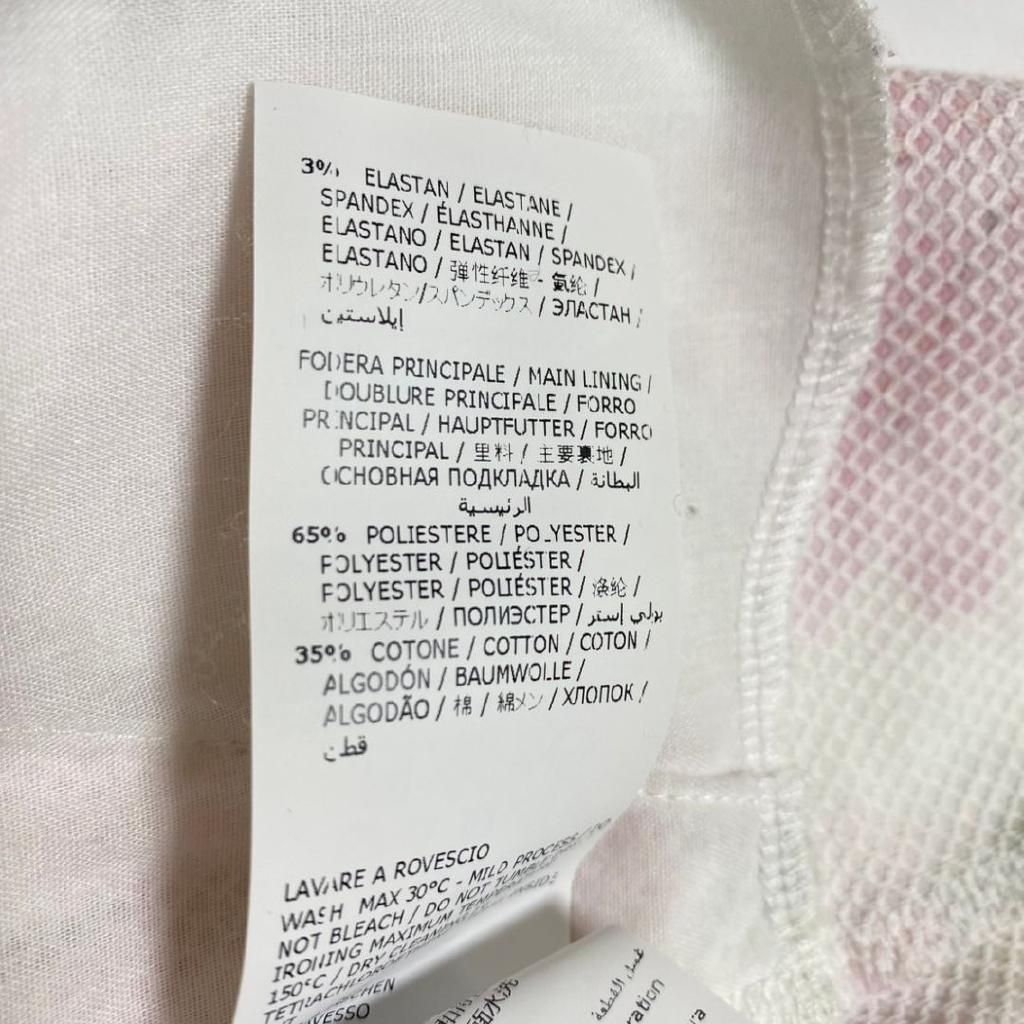 3% ELASTAN / ELASTANE /
SPANDEX / ÉLASTHANNE /
ELASTANO / ELASTAN / SPANDEX /
ELASTANO / 弹性纤维 - 氨纶 /
ポリウレタン/スパンデックス / ЭЛАСТАН /
إيلاستين
FODERA PRINCIPALE / MAIN LINING /
DOUBLURE PRINCIPALE / FORRO
PRINCIPAL / HAUPTFUTTER / FORRO
PRINCIPAL / 里料 / 主要裏地 /
ОСНОВНАЯ ПОДКЛАДКА / البطانة
الرئيسية
65% POLIESTERE / POLYESTER /
POLYESTER / POLIÉSTER /
POLYESTER / POLIÉSTER / 涤纶 /
ポリエステル / ПОЛИЭСТЕР / بولي إستر
35% COTONE / COTTON / COTON /
ALGODÓN / BAUMWOLLE /
ALGODÃO / 棉 / 綿メン / ХЛОПОК /
قطن
LAVARE A ROVESCIO
WASH MAX 30°C - MILD PROCESS / DO
NOT BLEACH / DO NOT TUMBLE
IRONING MAXIMUM
150°C / DRY CLEANING
غسل القطعة
ration